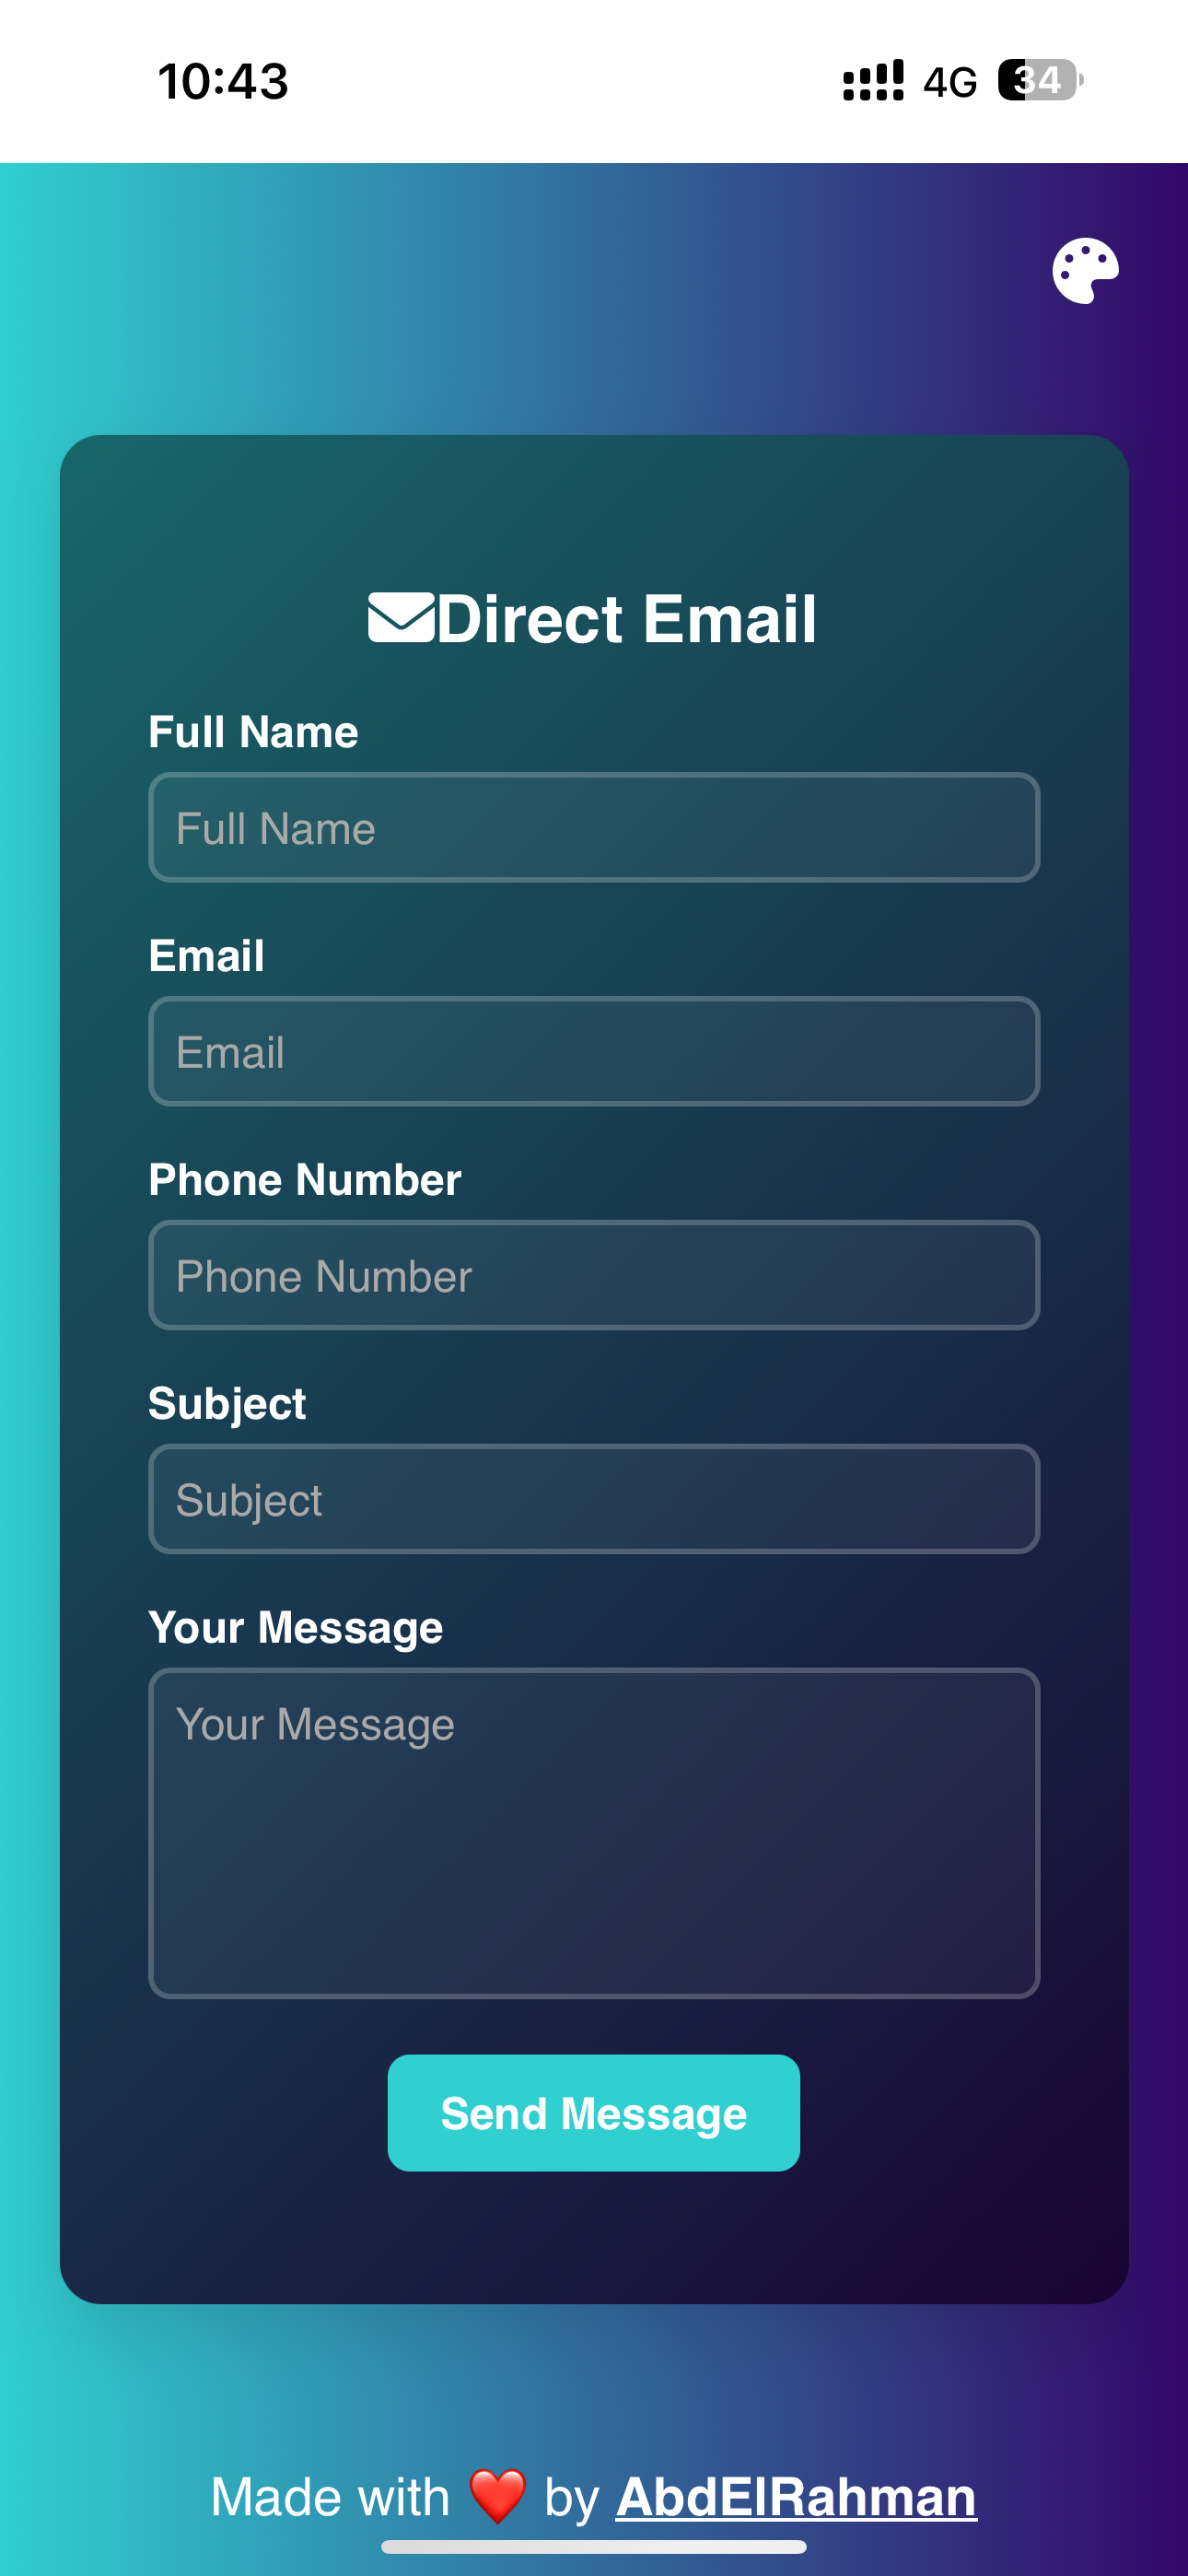 10:43 4G 34
Direct Email
Full Name
Full Name
Email
Email
Phone Number
Phone Number
Subject
Subject
Your Message
Your Message
Send Message
Made with ❤️ by AbdElRahman